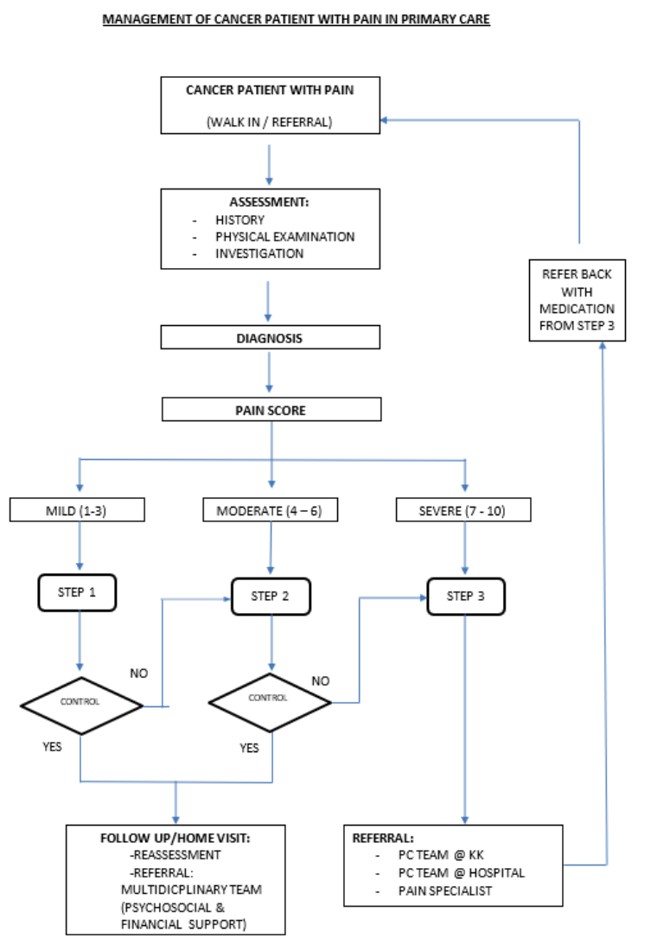 MANAGEMENT OF CANCER PATIENT WITH PAIN IN PRIMARY CARE
CANCER PATIENT WITH PAIN
(WALK IN / REFERRAL)
ASSESSMENT:
- HISTORY
- PHYSICAL EXAMINATION
- INVESTIGATION
REFER BACK
WITH
MEDICATION
FROM STEP 3
DIAGNOSIS
PAIN SCORE
MILD (1-3)
MODERATE (4 – 6)
SEVERE (7 - 10)
STEP 1
STEP 2
STEP 3
NO
NO
CONTROL
CONTROL
YES
YES
FOLLOW UP/HOME VISIT:
-REASSESSMENT
-REFERRAL:
MULTIDICPLINARY TEAM
(PSYCHOSOCIAL &
FINANCIAL SUPPORT)
REFERRAL:
- PC TEAM @ KK
- PC TEAM @ HOSPITAL
- PAIN SPECIALIST